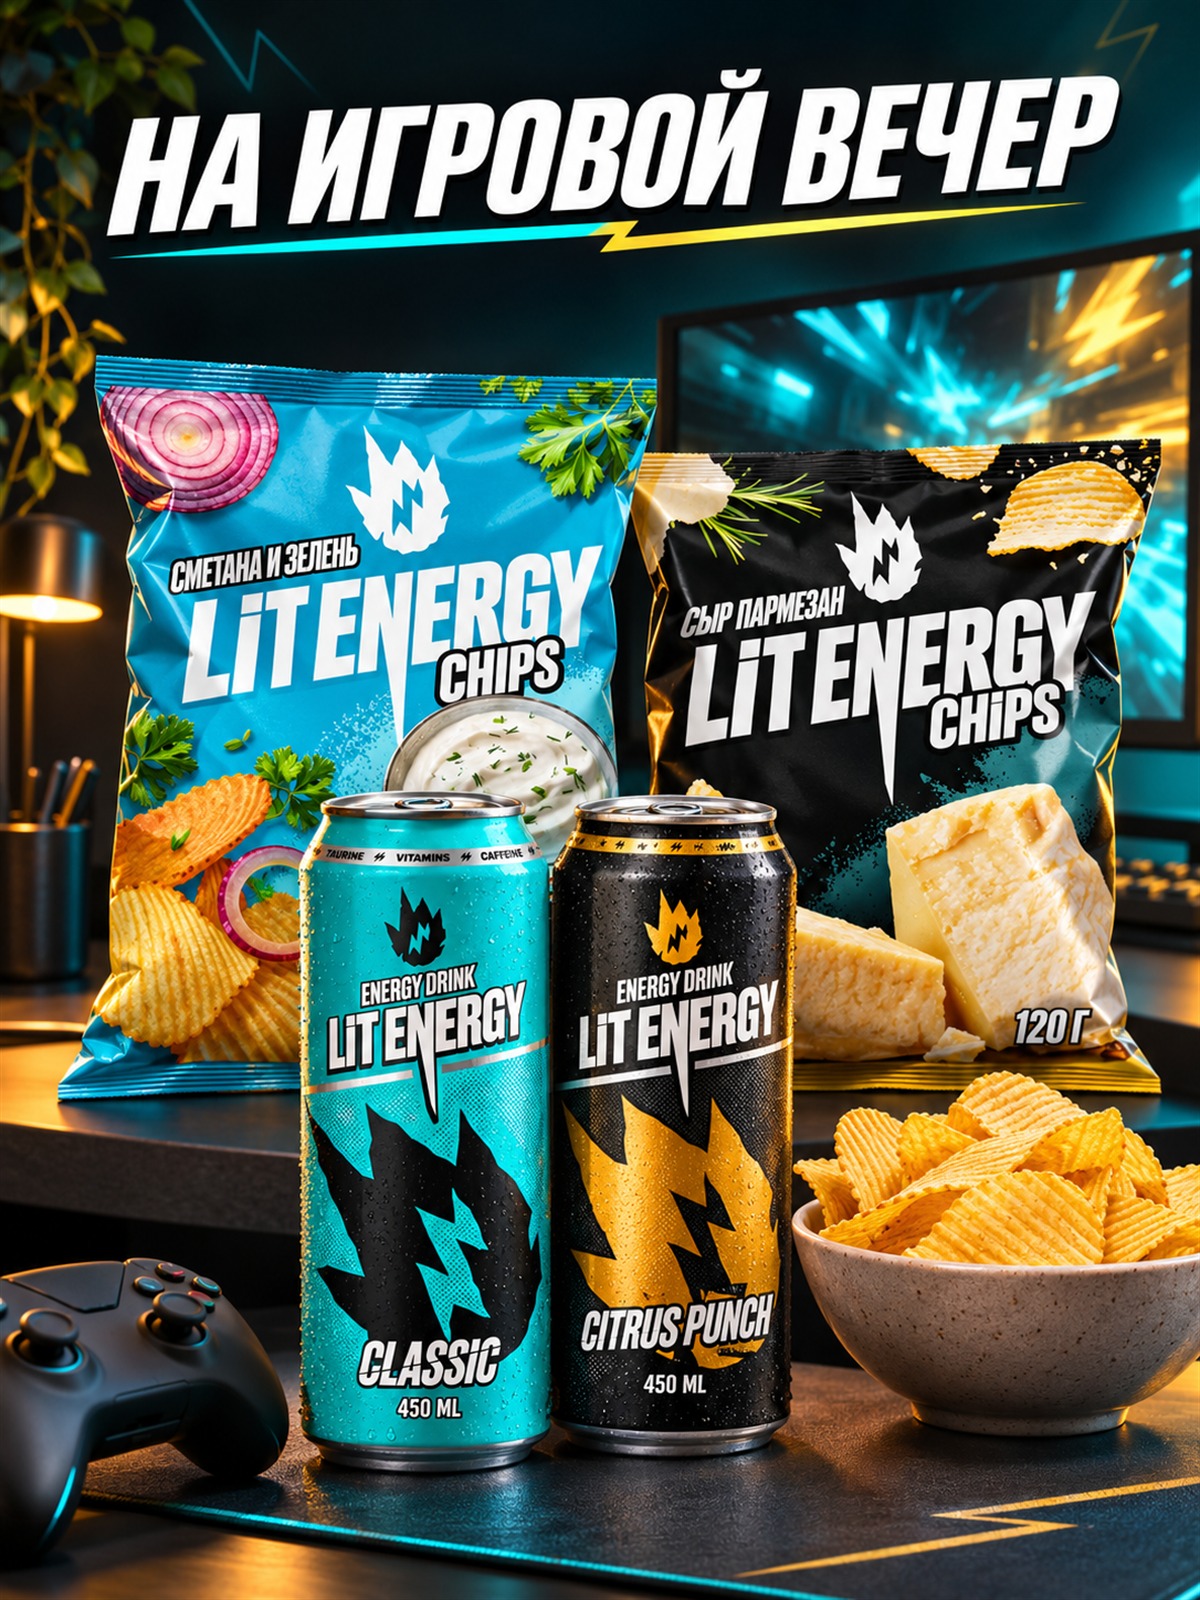 НА ИГРОВОЙ ВЕЧЕР
СМЕТАНА И ЗЕЛЕНЬ
LiT ENERGY
CHIPS
СЫР ПАРМЕЗАН
LiT ENERGY
CHiPS
120 Г
TAURINE VITAMINS CAFFEINE
ENERGY DRINK
LiT ENERGY
CLASSIC
450 ML
ENERGY DRINK
LiT ENERGY
CITRUS PUNCH
450 ML